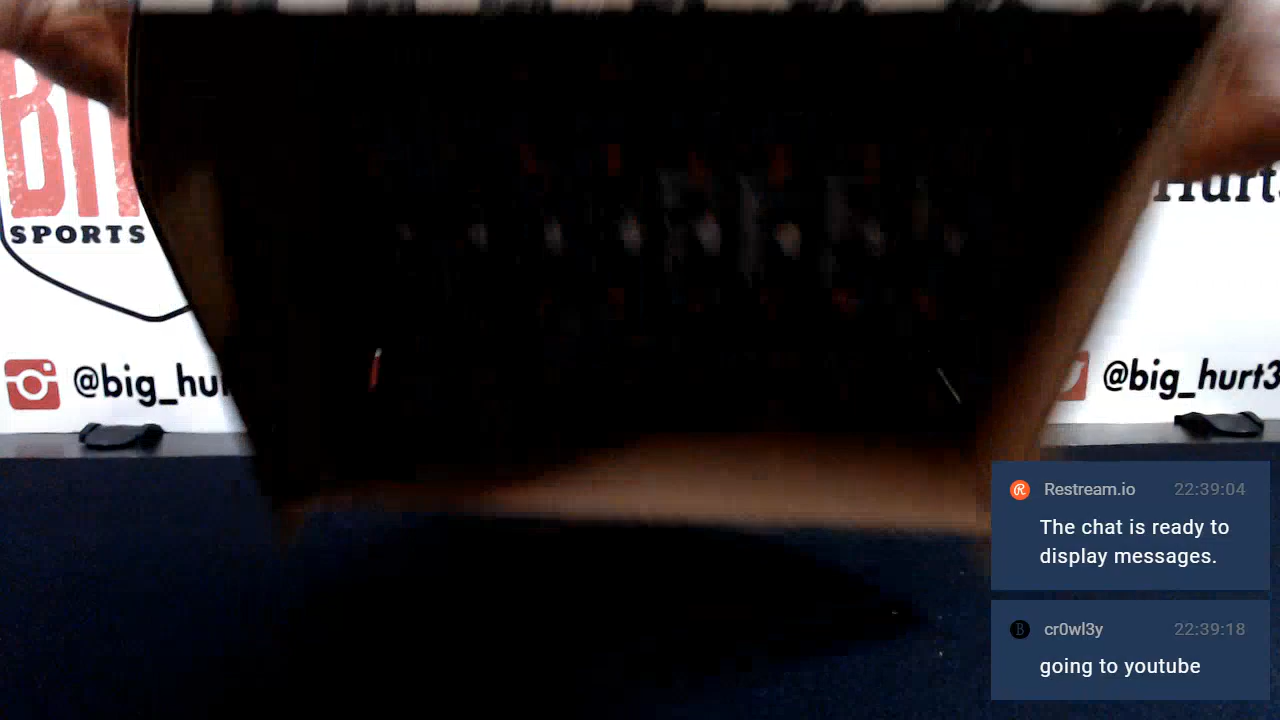 SPORTS
@big_hu
Hurt
@big_hurt3
Restream.io 22:39:04
The chat is ready to
display messages.
cr0wl3y 22:39:18
going to youtube